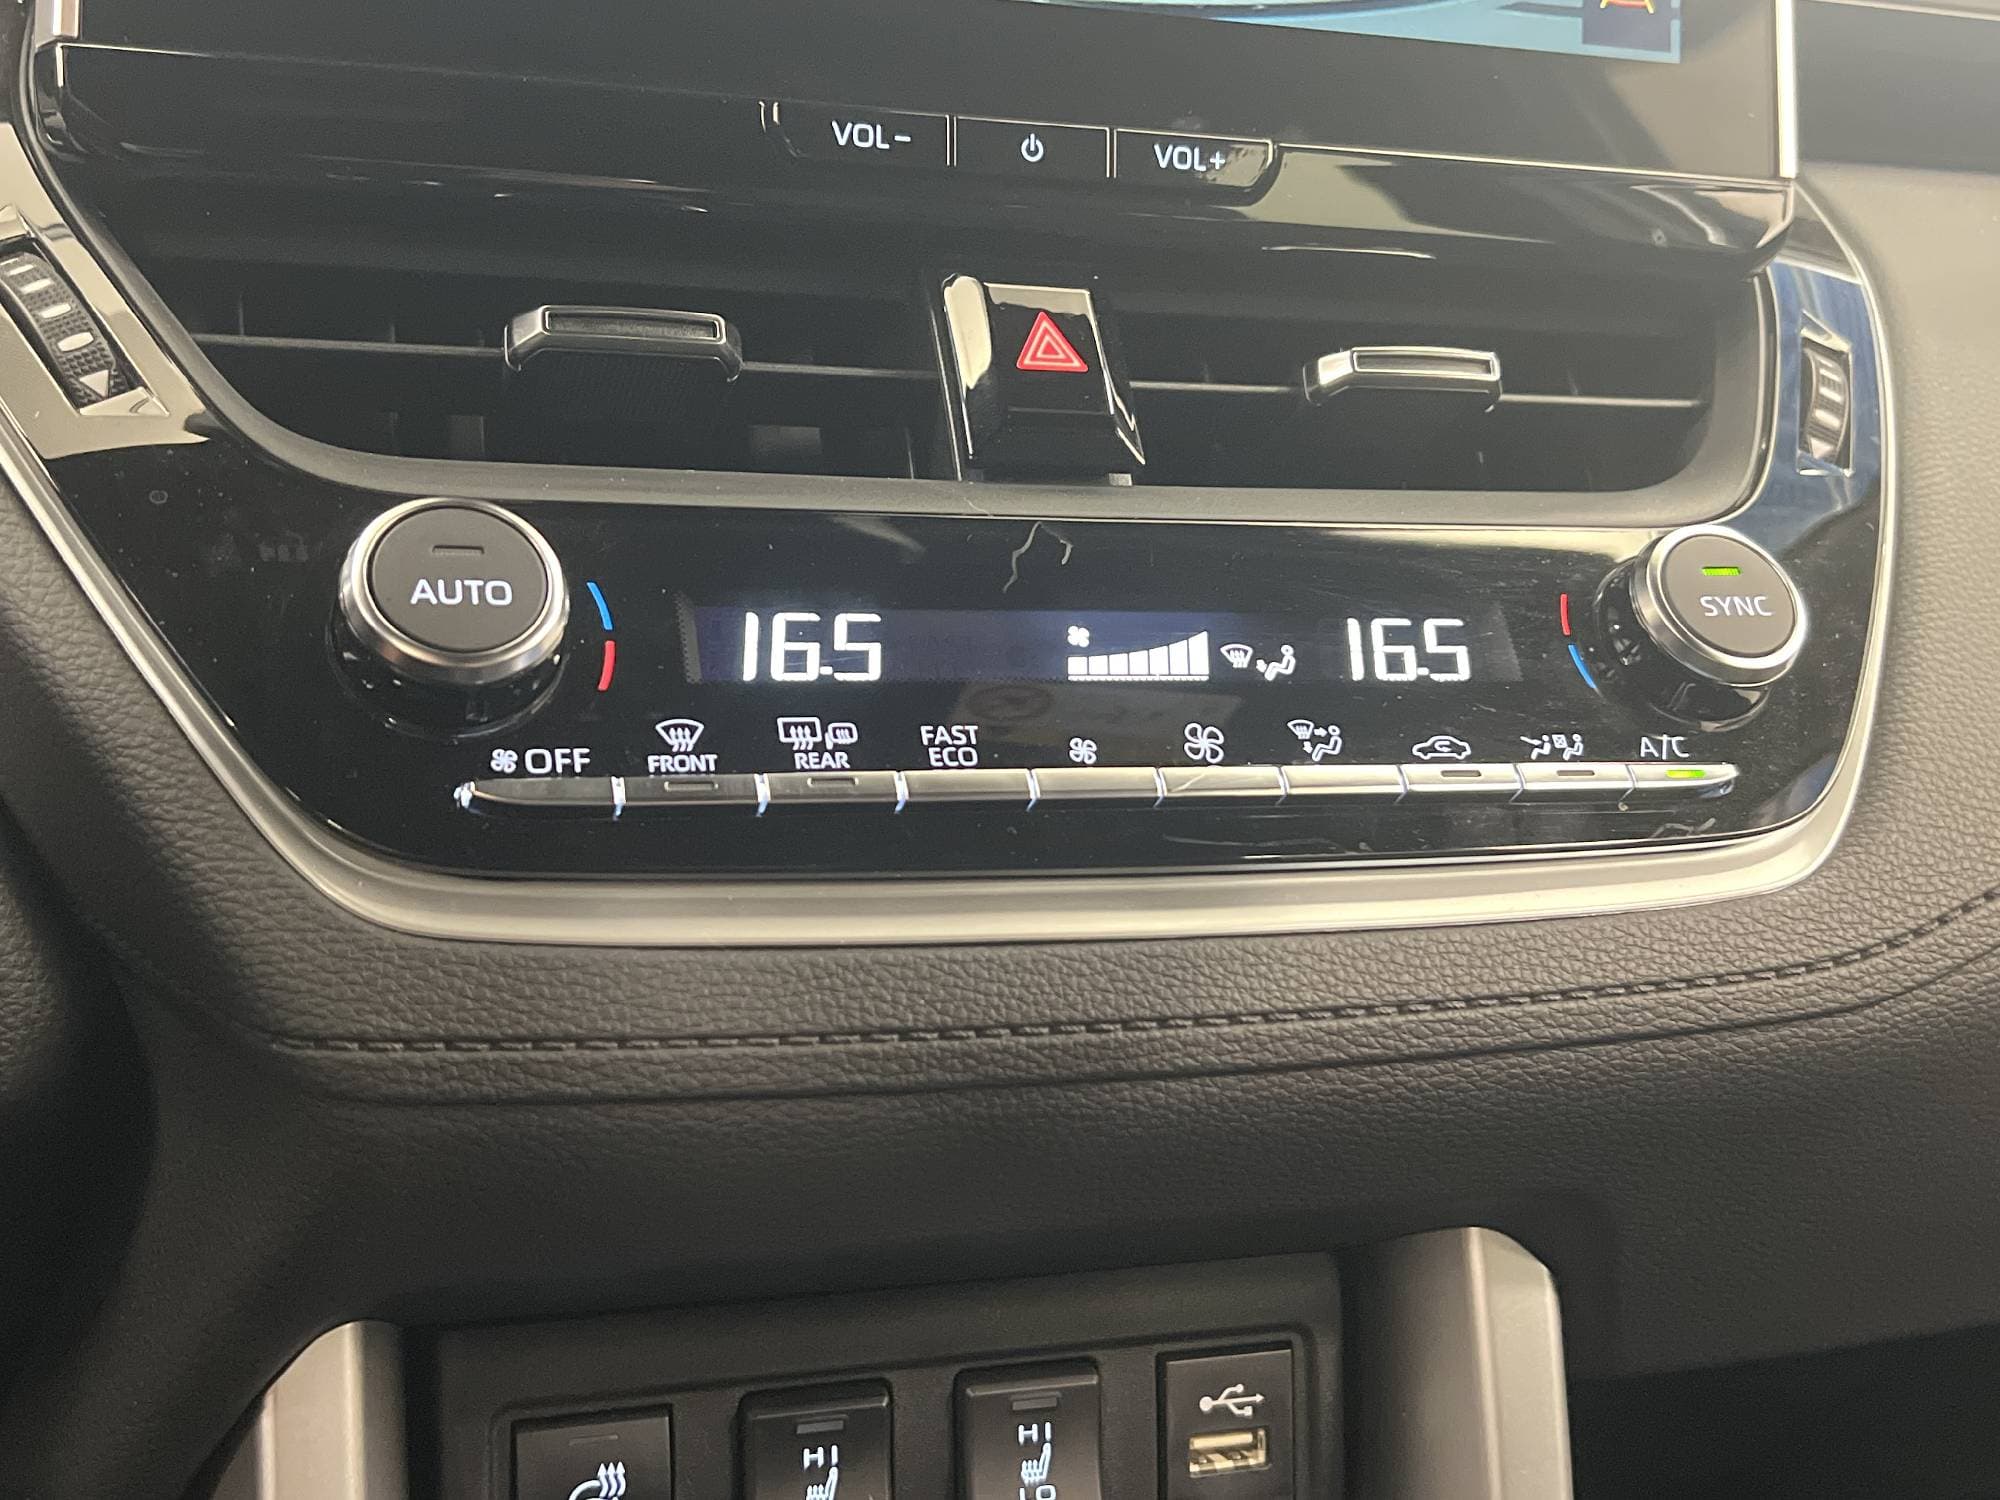 VOL- VOL+
AUTO
SYNC
16.5 16.5
OFF
FRONT
REAR
FAST
ECO
A/C
HI
HI
LO